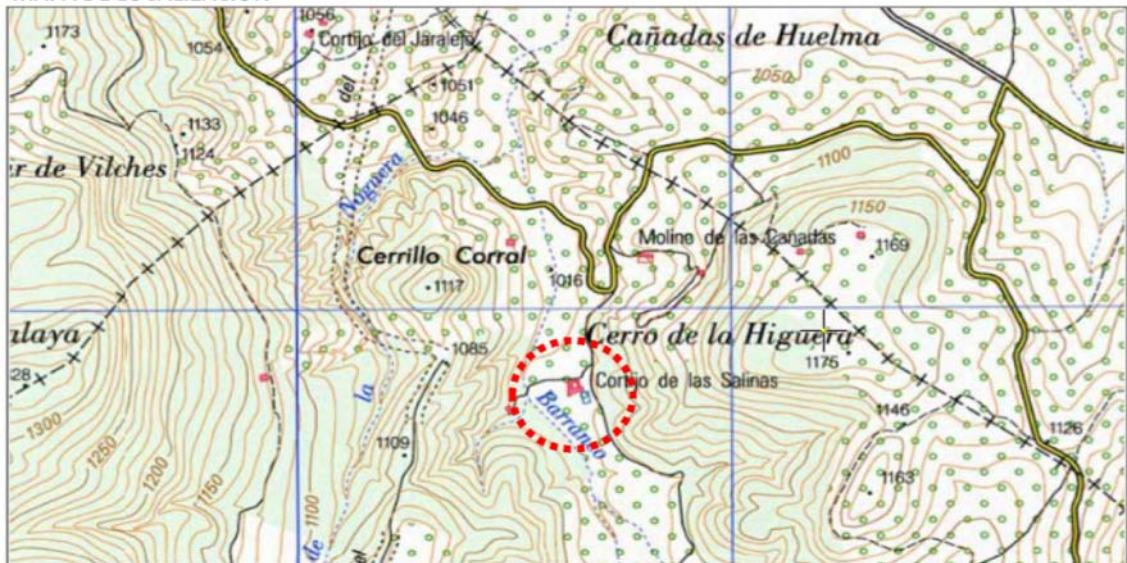 1173
1056
Cortijo del Jaralejo
Cañadas de Huelma
1054
del
1051
1050
1046
1133
1124
1100
r de Vilches
Noguera
1150
Cerrillo Corral
Molino de las Cañadas
1169
1016
1117
alaya
Cerro de la Higuera
1085
1175
28
Cortijo de las Salinas
la
Barranco
1146
1300
1109
1126
1250
1200
1163
1150
1100
de